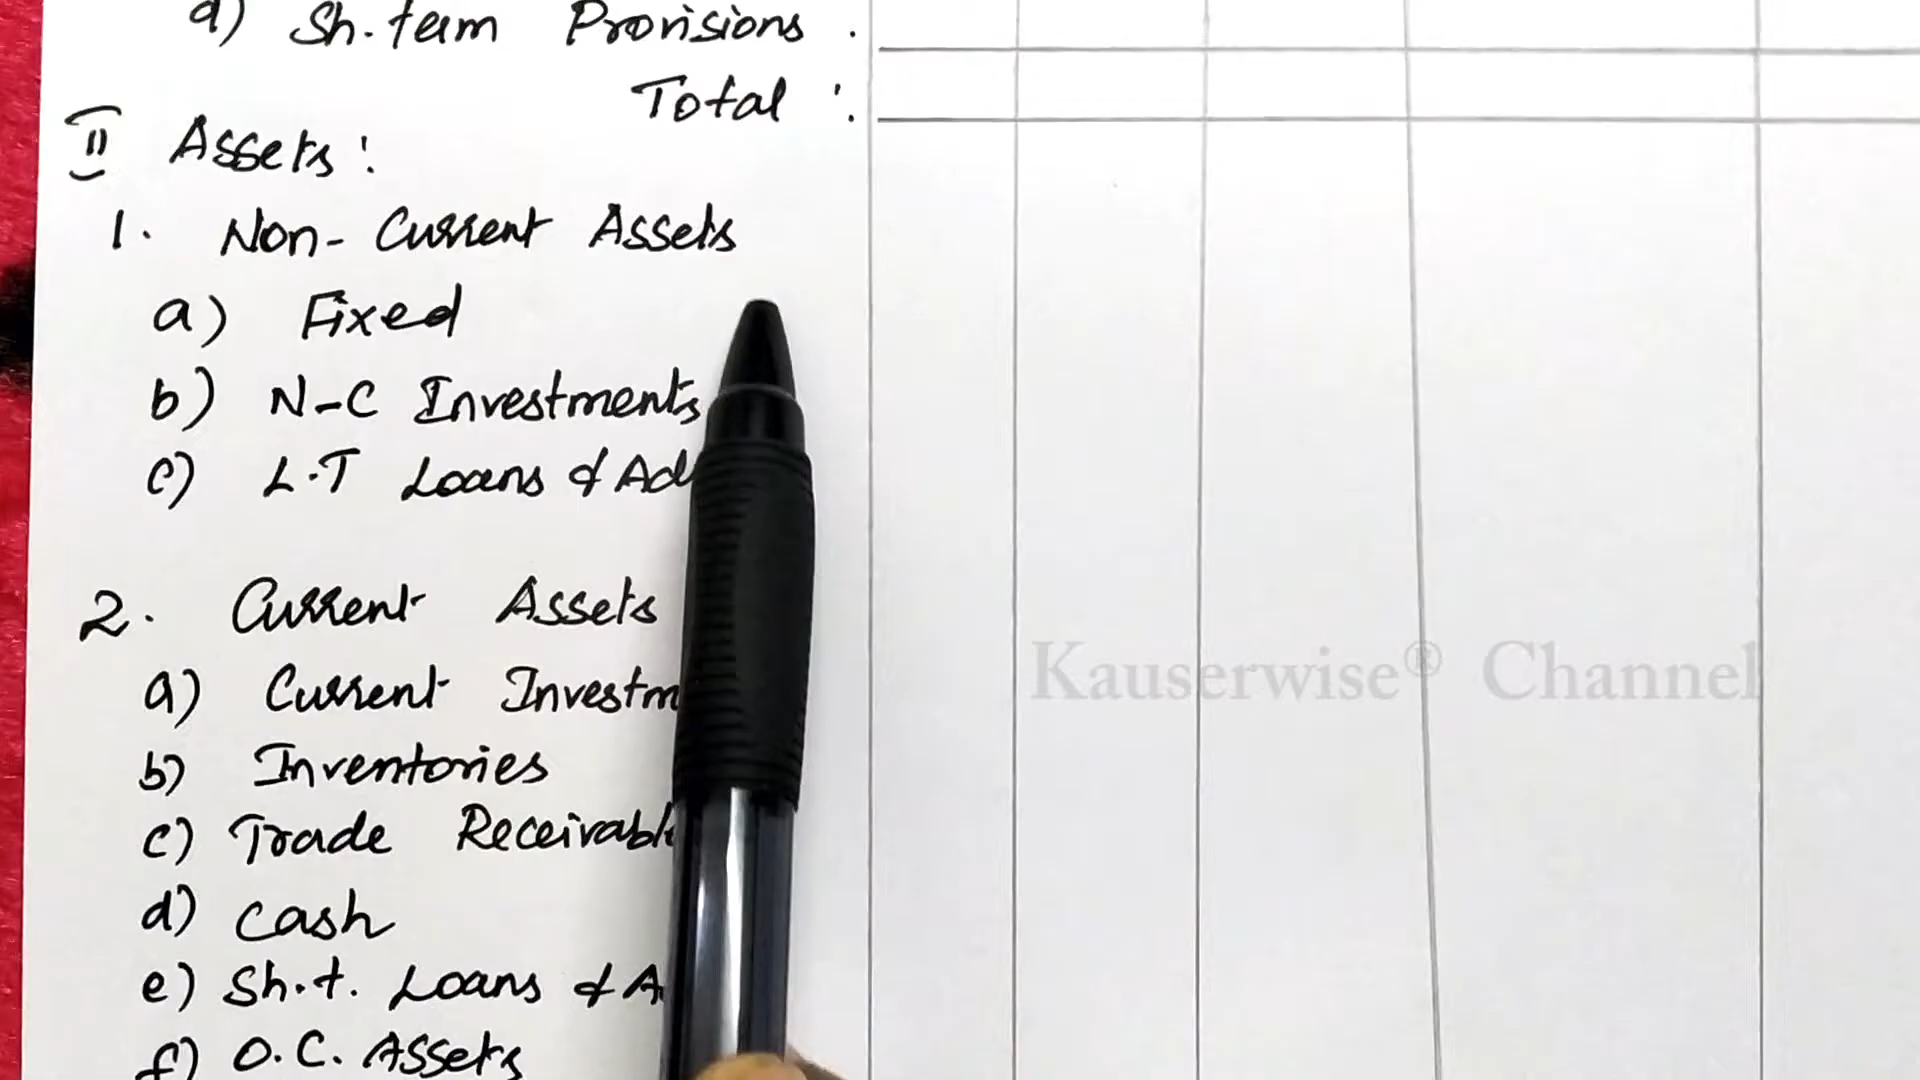 d) Sh. term Provisions .
Total :
II Assets :
1. Non-Current Assets
a) Fixed
b) N-C Investments
c) L.T Loans & Ad
2. Current Assets
a) Current Investm
b) Inventories
c) Trade Receivabl
d) Cash
e) Sh.t. Loans & A
f) O.C. Assets
Kauserwise® Channel